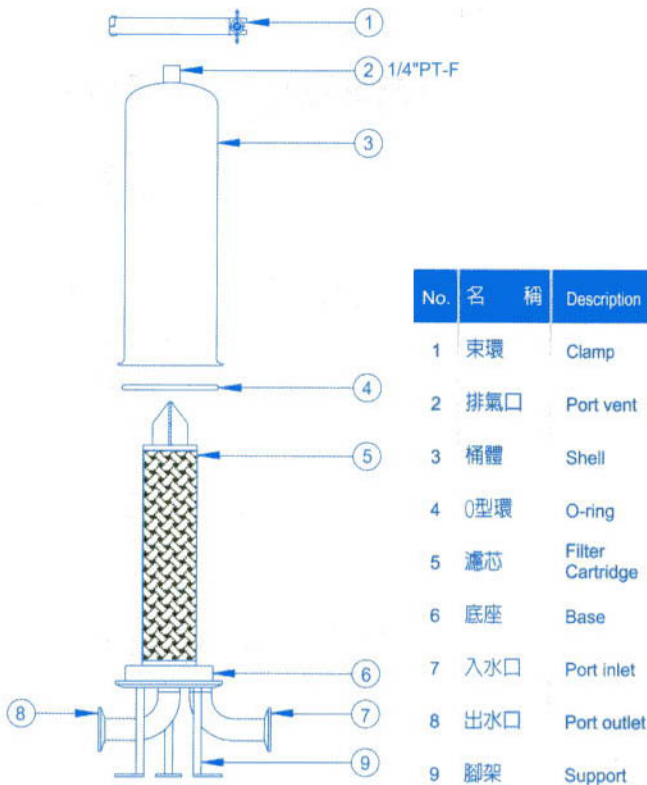 1
2 1/4"PT-F
3
4
5
6
8
7
9
No. 名 稱 Description
1 束環 Clamp
2 排氣口 Port vent
3 桶體 Shell
4 O型環 O-ring
5 濾芯 Filter
Cartridge
6 底座 Base
7 入水口 Port inlet
8 出水口 Port outlet
9 腳架 Support